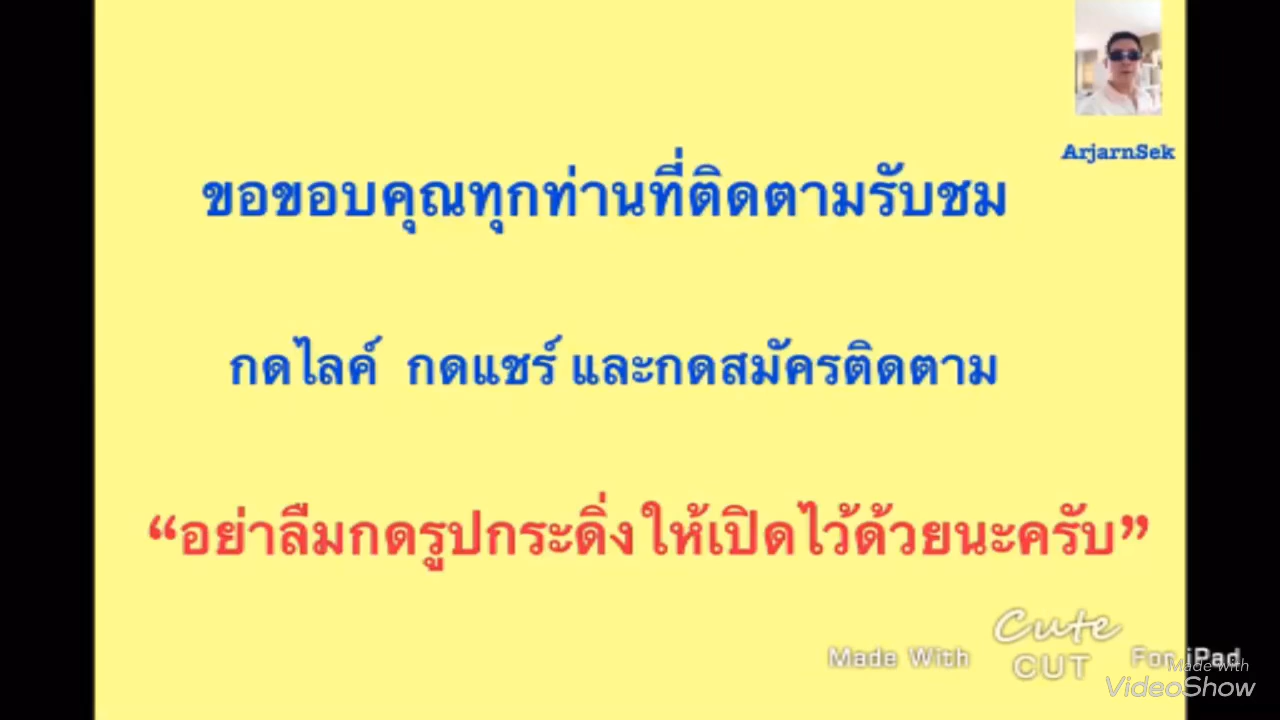 ArjarnSek
ขอขอบคุณทุกท่านที่ติดตามรับชม
กดไลค์ กดแชร์ และกดสมัครติดตาม
“อย่าลืมกดรูปกระดิ่งให้เปิดไว้ด้วยนะครับ”
Made With Cute CUT For iPad
Made with
VideoShow